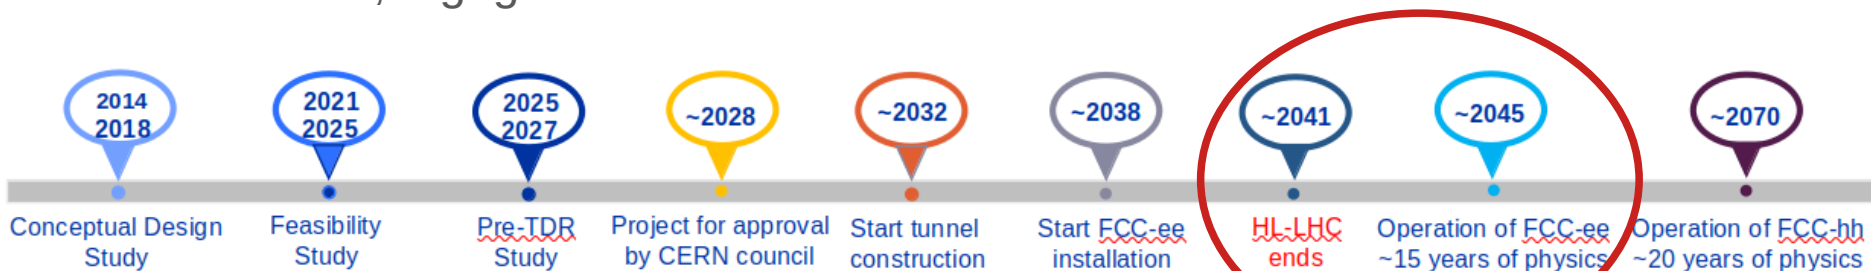 2014
2018
2021
2025
2025
2027
~2028
~2032
~2038
~2041
~2045
~2070
Conceptual Design
Study
Feasibility
Study
Pre-TDR
Study
Project for approval
by CERN council
Start tunnel
construction
Start FCC-ee
installation
HL-LHC
ends
Operation of FCC-ee
~15 years of physics
Operation of FCC-hh
~20 years of physics